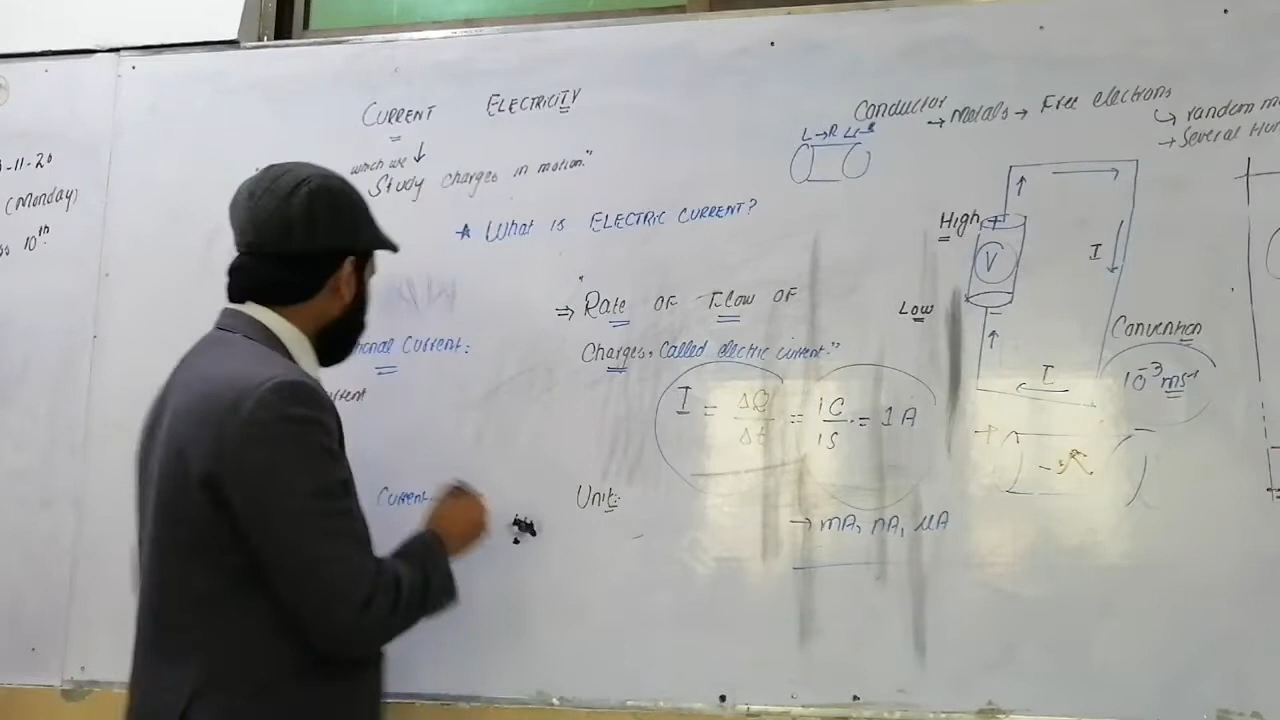 -11-20
(Monday)
10th
CURRENT ELECTRICITY
which we ↓
Study charges in motion."
* What is ELECTRIC CURRENT?
"
⇒ Rate of Flow of
Charges, Called electric current."
I = ΔQ/Δt = 1C/1S = 1A
Unit:
→ mA, nA, μA
onal Current:
Current
Conductor → Metals → Free electrons
↳ random m
→ Several Hun
L→R L→R
High +
V
Low -
I
I
Convention
10⁻³ ms⁻¹